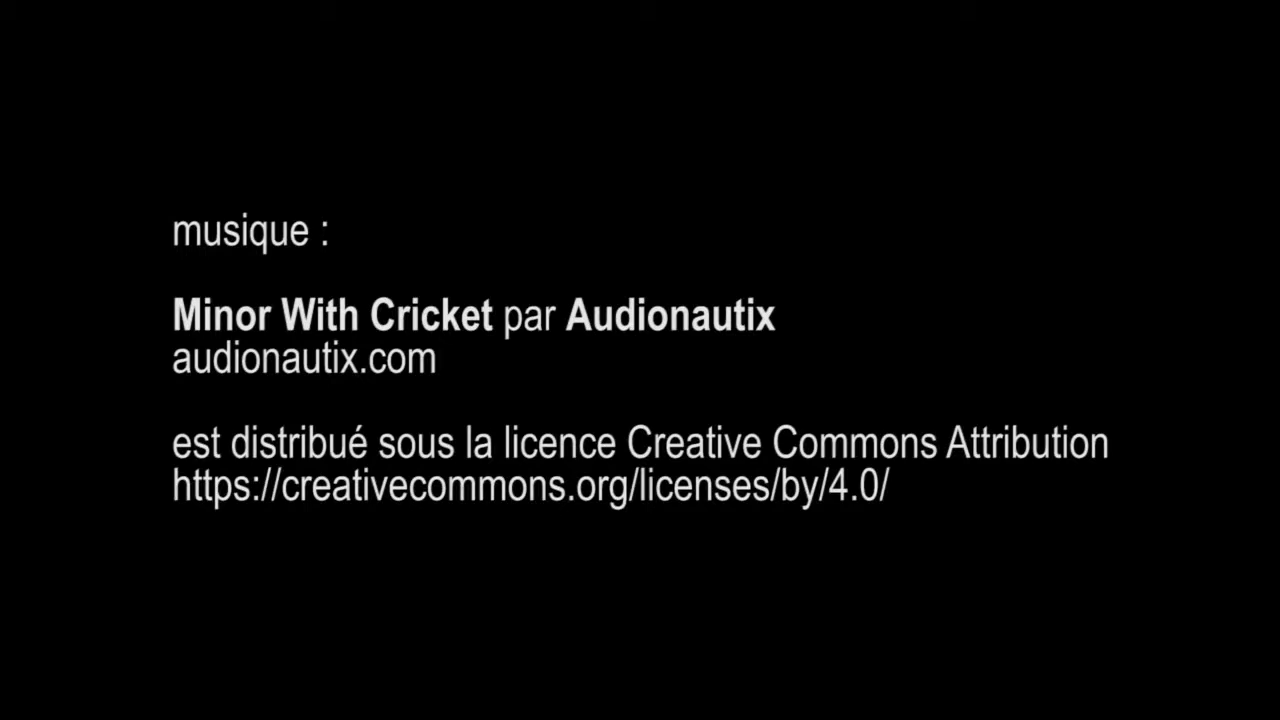 musique :
Minor With Cricket par Audionautix
audionautix.com
est distribué sous la licence Creative Commons Attribution
https://creativecommons.org/licenses/by/4.0/